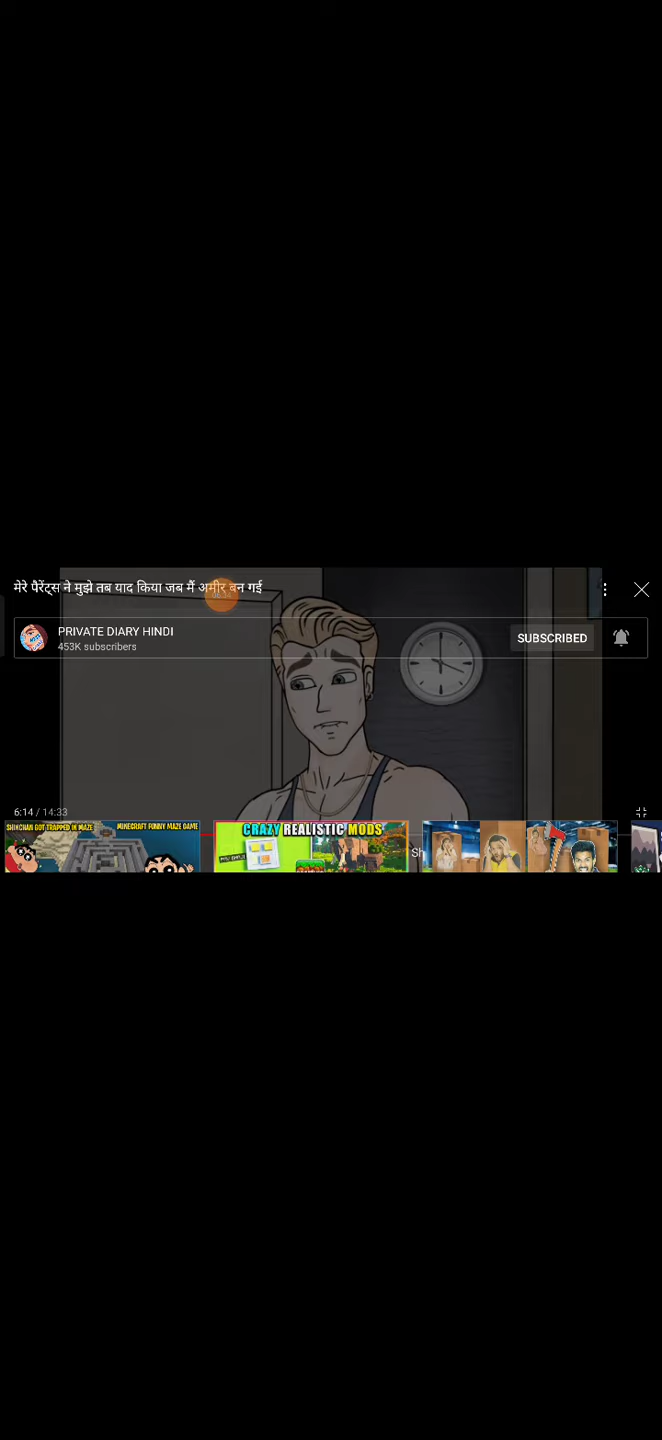 मेरे पैरेंट्स ने मुझे तब याद किया जब मैं अमीर बन गई
PRIVATE DIARY HINDI
453K subscribers
SUBSCRIBED
6:14 / 14:33
SHINCHAN GOT TRAPPED IN MAZE
MINECRAFT FUNNY MAZE GAME
CRAZY REALISTIC MODS
Sh